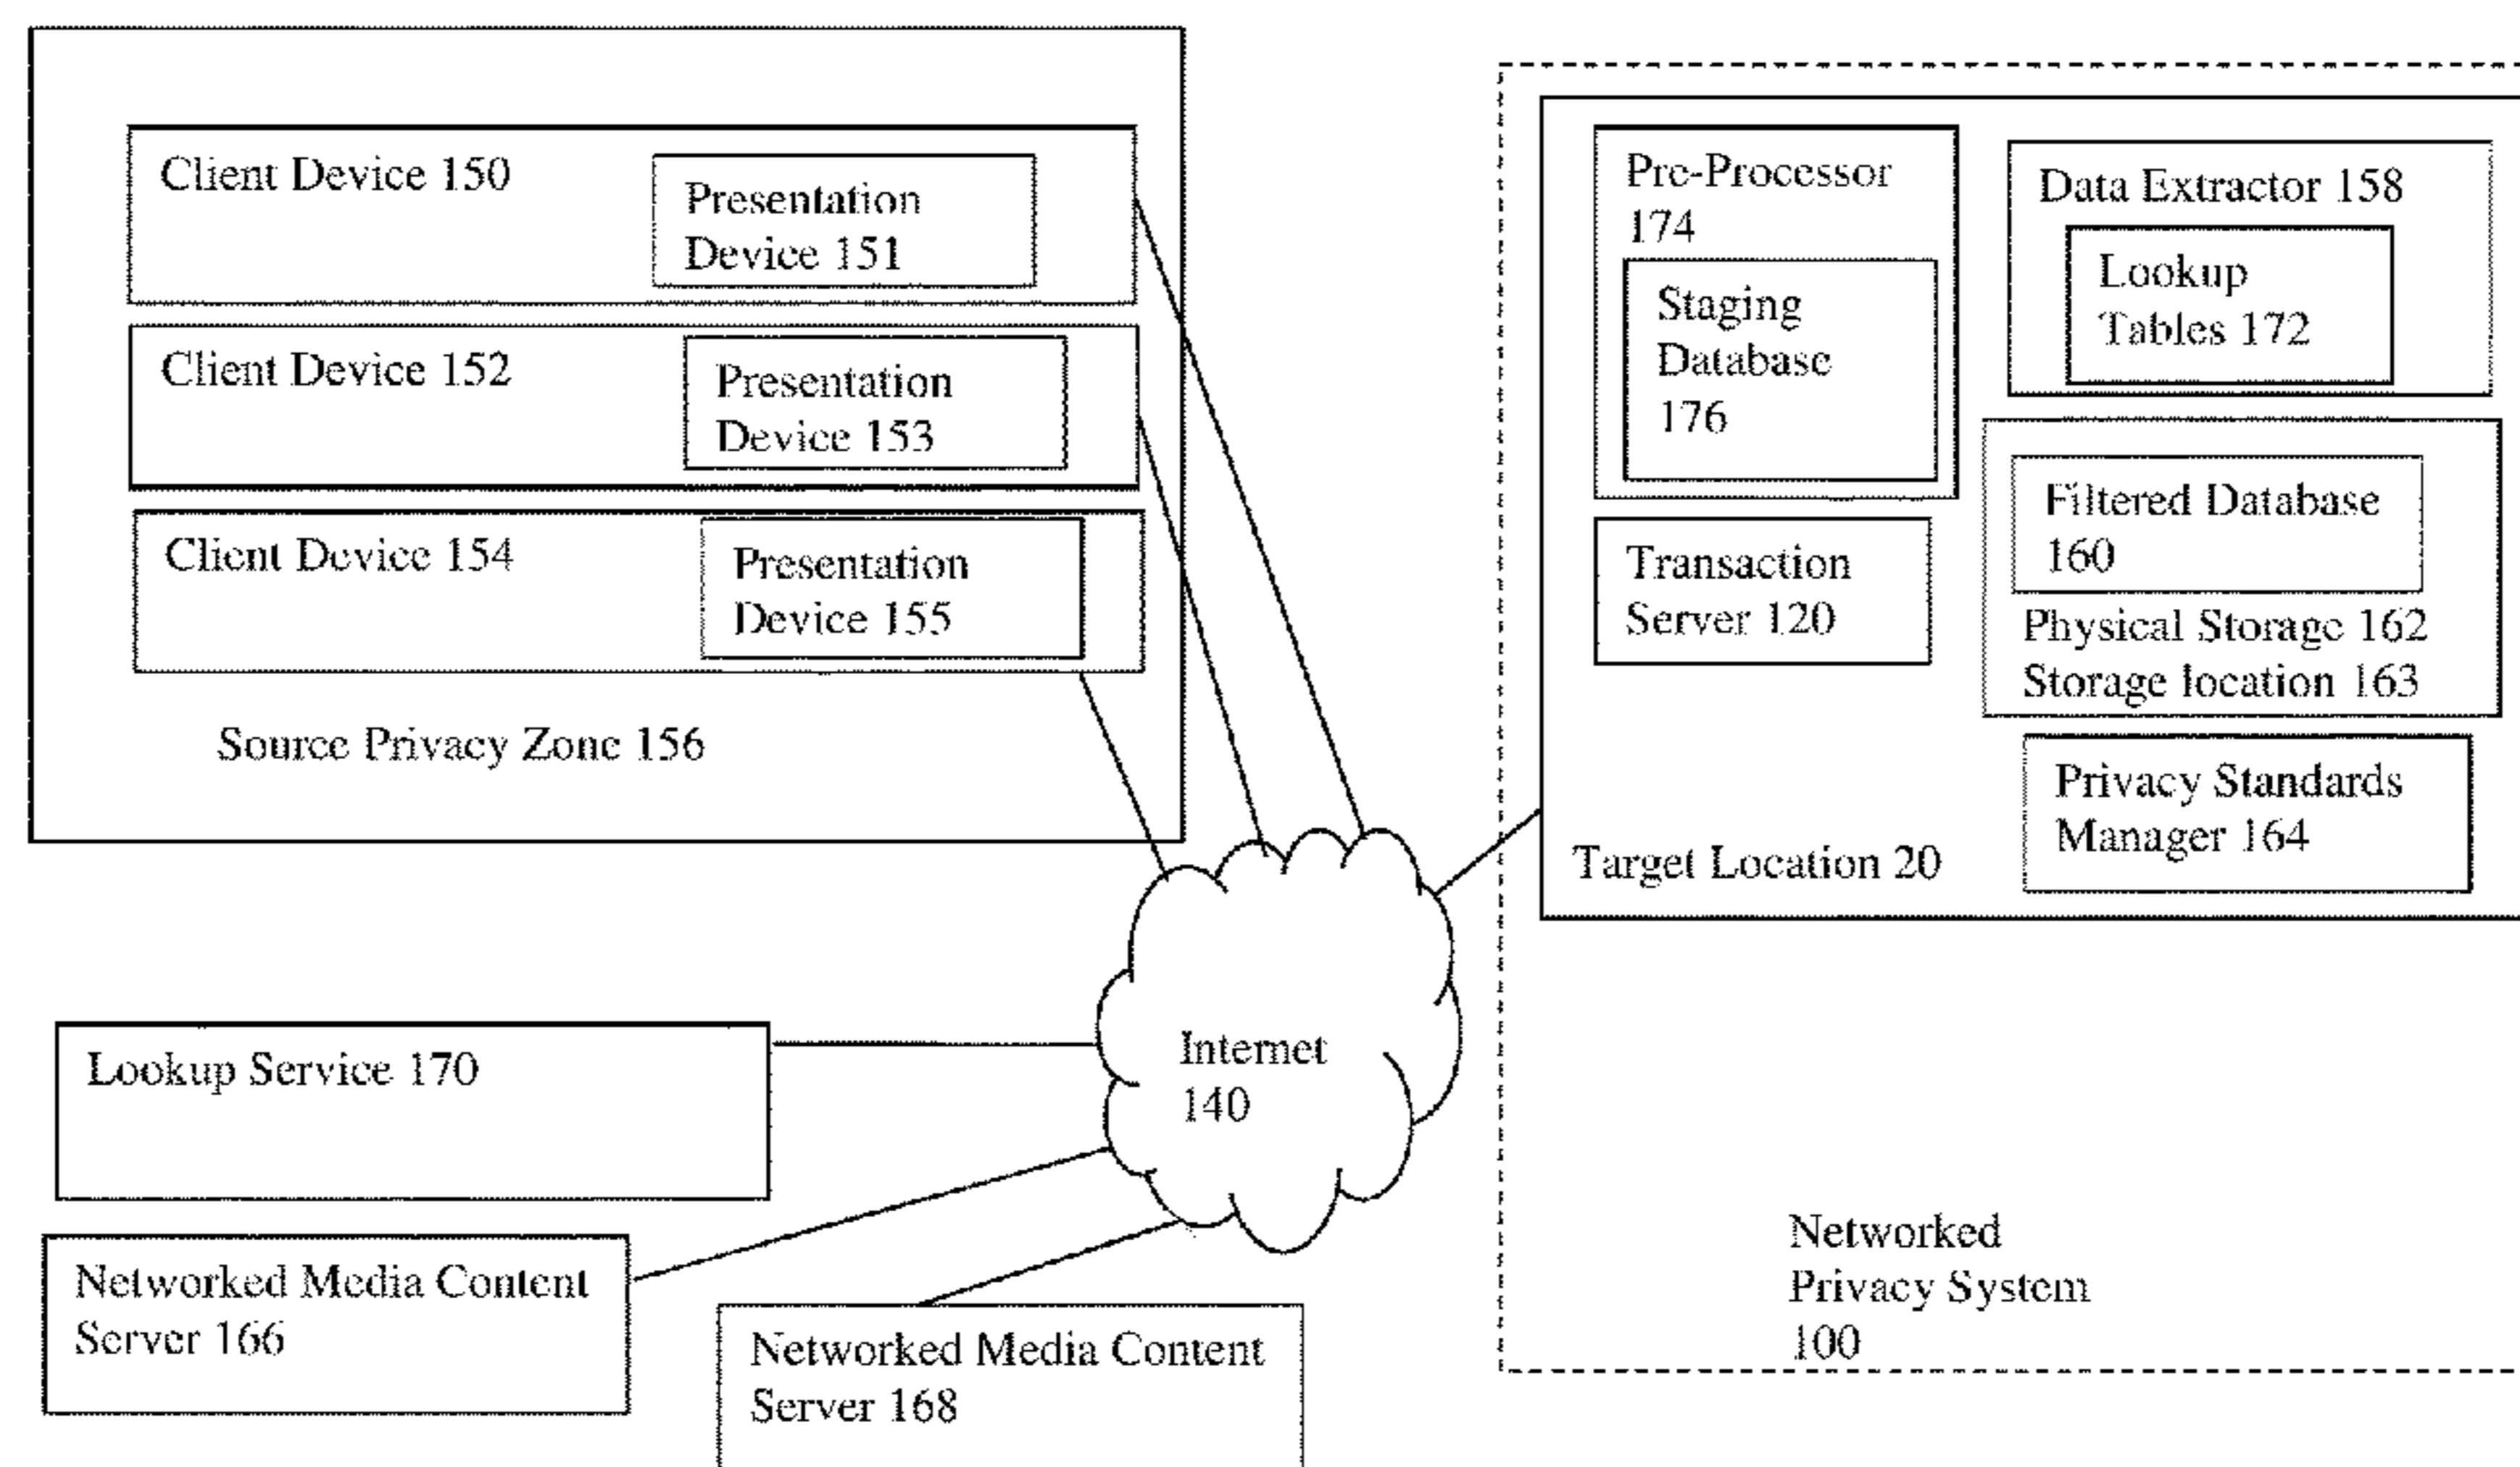 Client Device 150
Presentation
Device 151
Client Device 152
Presentation
Device 153
Client Device 154
Presentation
Device 155
Source Privacy Zone 156
Pre-Processor
174
Staging
Database
176
Data Extractor 158
Lookup
Tables 172
Filtered Database
160
Physical Storage 162
Storage location 163
Transaction
Server 120
Privacy Standards
Manager 164
Target Location 20
Internet
140
Lookup Service 170
Networked Media Content
Server 166
Networked Media Content
Server 168
Networked
Privacy System
100